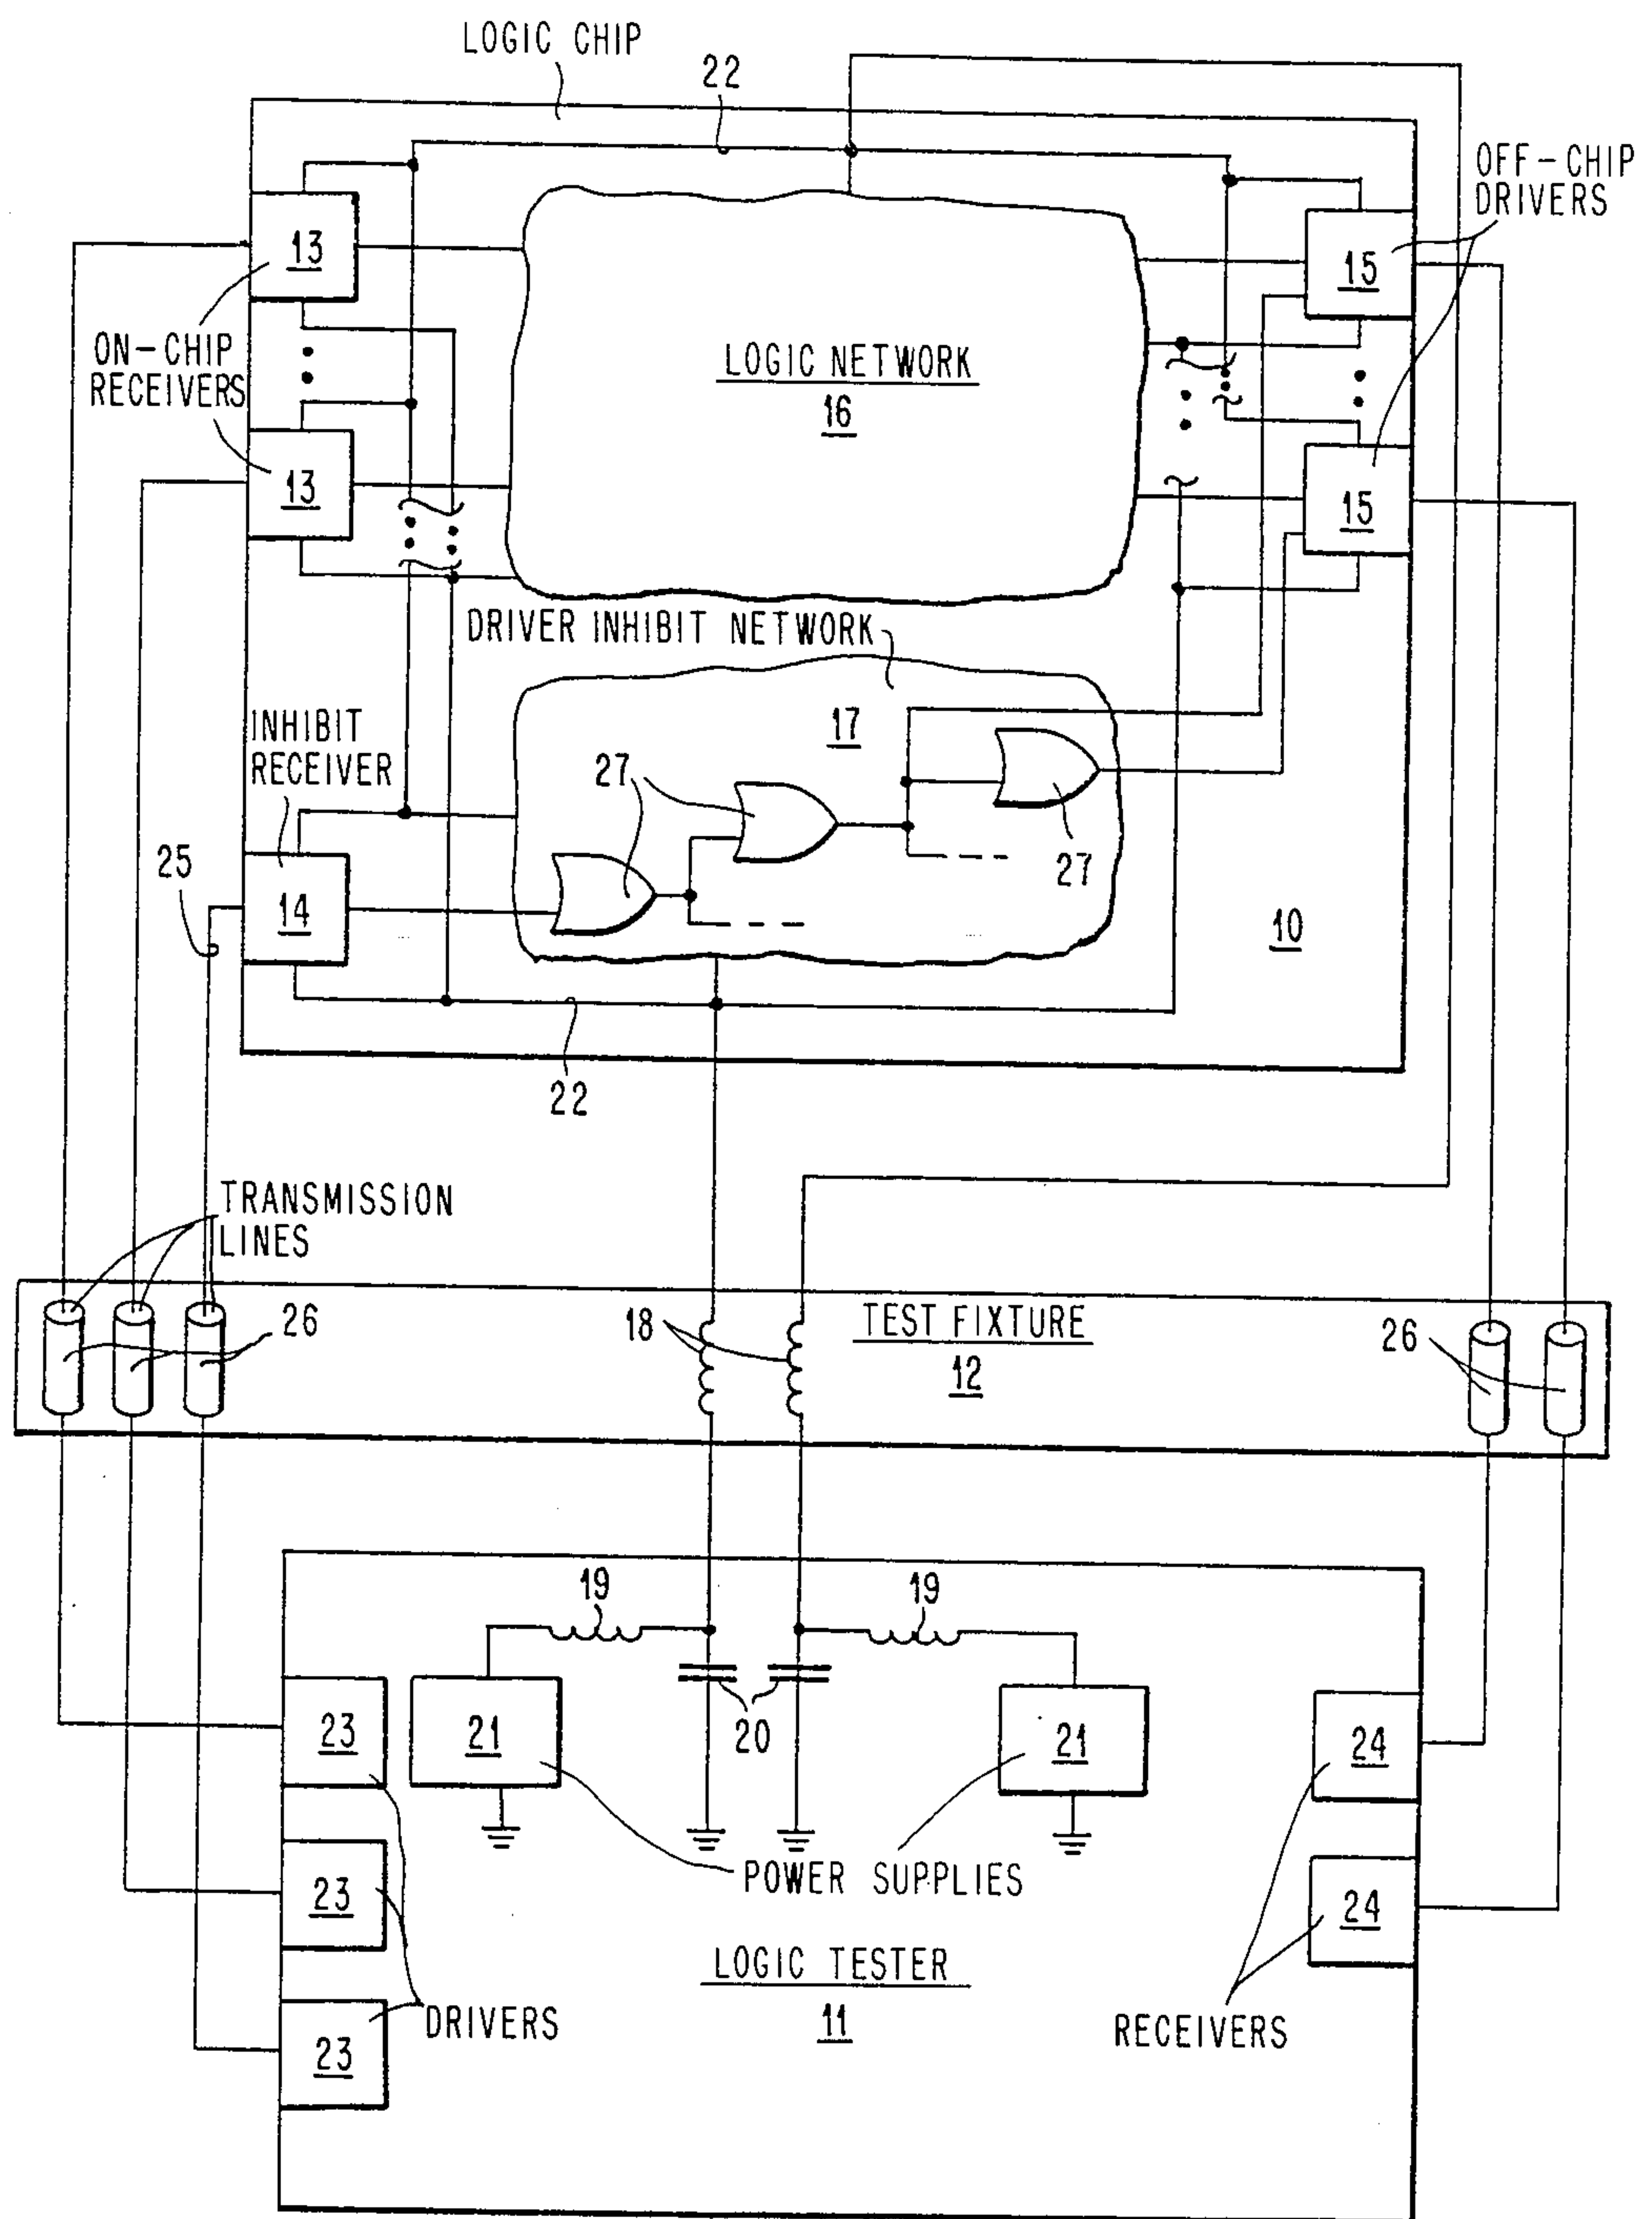 LOGIC CHIP
22
OFF-CHIP
DRIVERS
13
15
ON-CHIP
RECEIVERS
LOGIC NETWORK
16
13
15
DRIVER INHIBIT NETWORK
INHIBIT
RECEIVER
17
27
27
25
14
10
22
TRANSMISSION
LINES
26
18
TEST FIXTURE
12
26
19
19
23
21
20
21
24
POWER SUPPLIES
23
24
LOGIC TESTER
11
DRIVERS
RECEIVERS
23